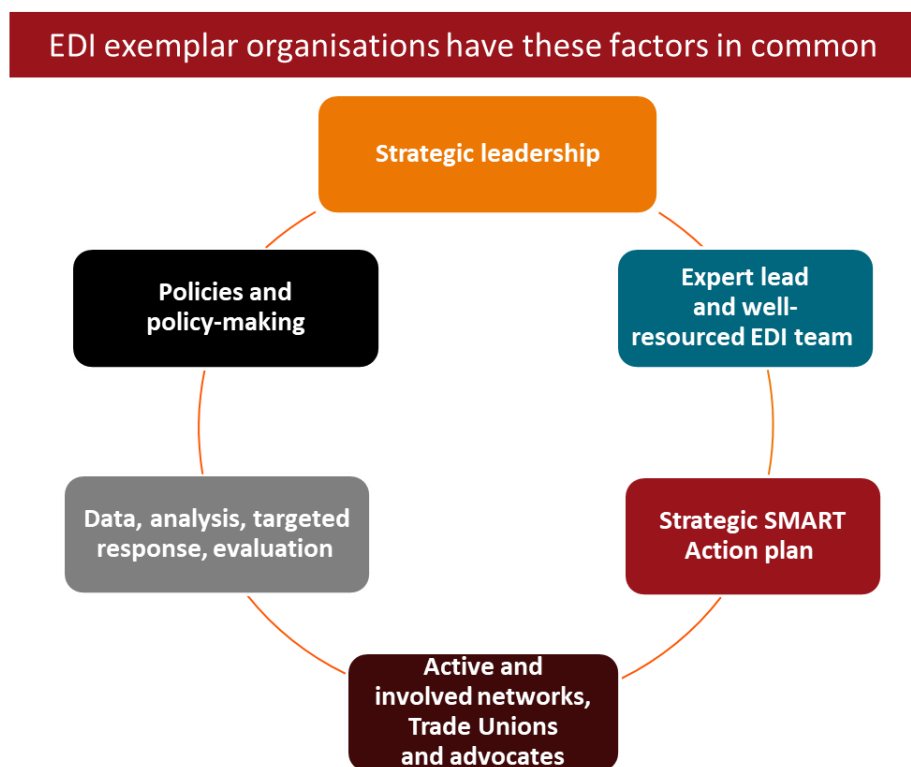 EDI exemplar organisations have these factors in common
Strategic leadership
Expert lead
and well-
resourced EDI team
Strategic SMART
Action plan
Active and
involved networks,
Trade Unions
and advocates
Data, analysis, targeted
response, evaluation
Policies and
policy-making